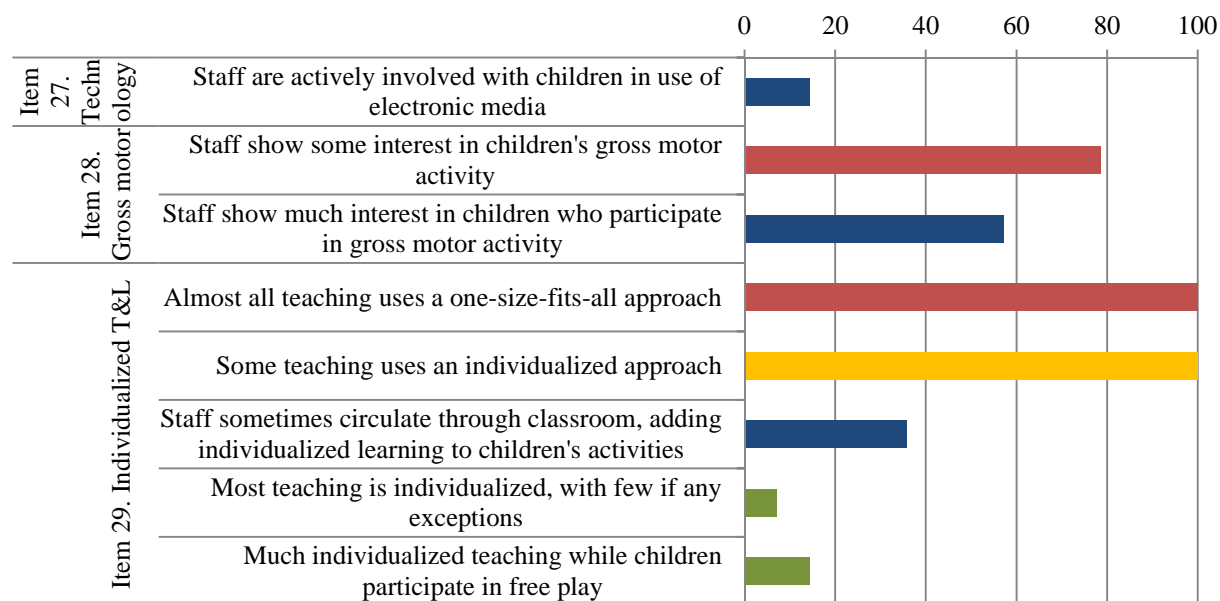 0 20 40 60 80 100
Item
27.
Techn
ology
Staff are actively involved with children in use of
electronic media
Item 28.
Gross motor
Staff show some interest in children's gross motor
activity
Staff show much interest in children who participate
in gross motor activity
Item 29. Individualized T&L
Almost all teaching uses a one-size-fits-all approach
Some teaching uses an individualized approach
Staff sometimes circulate through classroom, adding
individualized learning to children's activities
Most teaching is individualized, with few if any
exceptions
Much individualized teaching while children
participate in free play